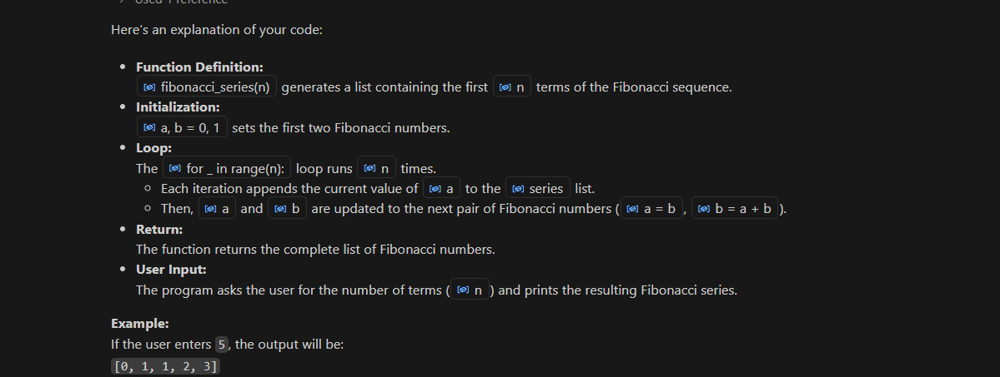 Used 1 reference
Here's an explanation of your code:
• Function Definition:
fibonacci_series(n) generates a list containing the first n terms of the Fibonacci sequence.
• Initialization:
a, b = 0, 1 sets the first two Fibonacci numbers.
• Loop:
The for _ in range(n): loop runs n times.
○ Each iteration appends the current value of a to the series list.
○ Then, a and b are updated to the next pair of Fibonacci numbers ( a = b , b = a + b ).
• Return:
The function returns the complete list of Fibonacci numbers.
• User Input:
The program asks the user for the number of terms ( n ) and prints the resulting Fibonacci series.
Example:
If the user enters 5, the output will be:
[0, 1, 1, 2, 3]